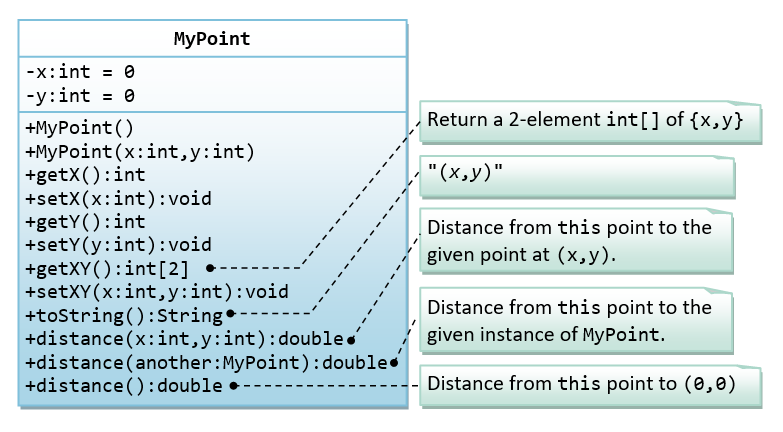 MyPoint
-x:int = 0
-y:int = 0
+MyPoint()
+MyPoint(x:int,y:int)
+getX():int
+setX(x:int):void
+getY():int
+setY(y:int):void
+getXY():int[2]
+setXY(x:int,y:int):void
+toString():String
+distance(x:int,y:int):double
+distance(another:MyPoint):double
+distance():double
Return a 2-element int[] of {x,y}
"(x,y)"
Distance from this point to the
given point at (x,y).
Distance from this point to the
given instance of MyPoint.
Distance from this point to (0,0)